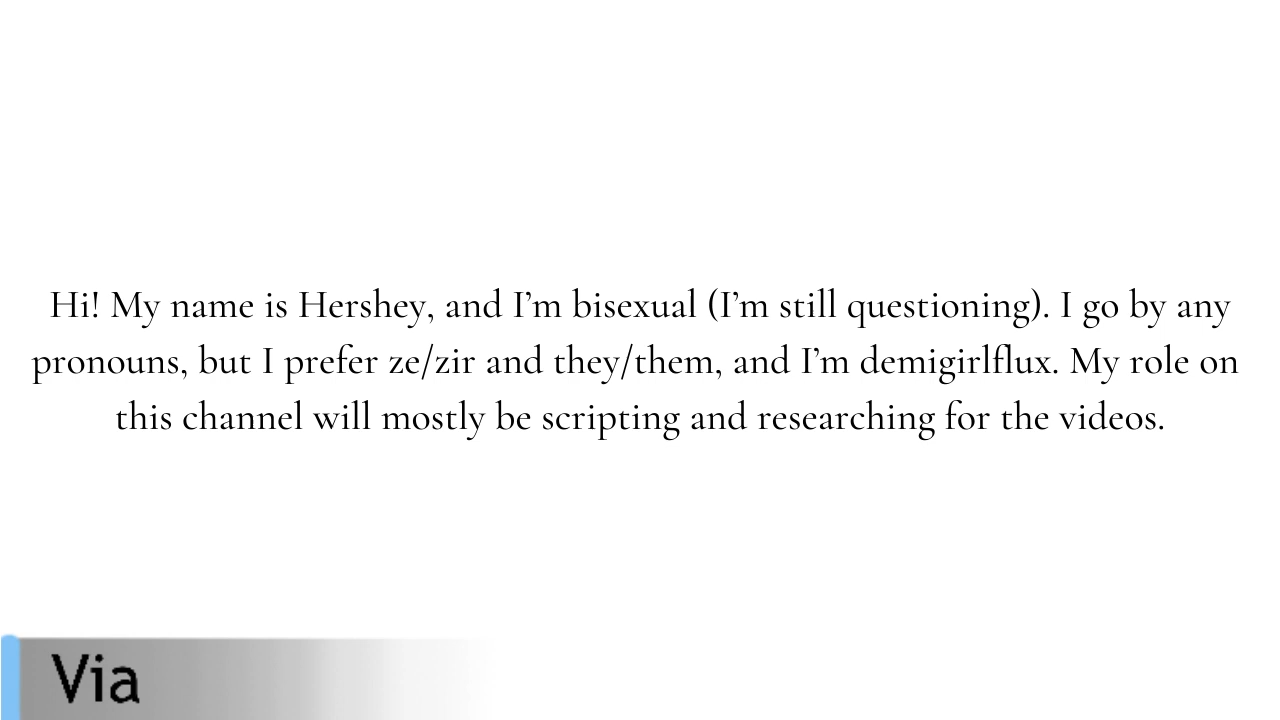 Hi! My name is Hershey, and I’m bisexual (I’m still questioning). I go by any
pronouns, but I prefer ze/zir and they/them, and I’m demigirlflux. My role on
this channel will mostly be scripting and researching for the videos.
Via